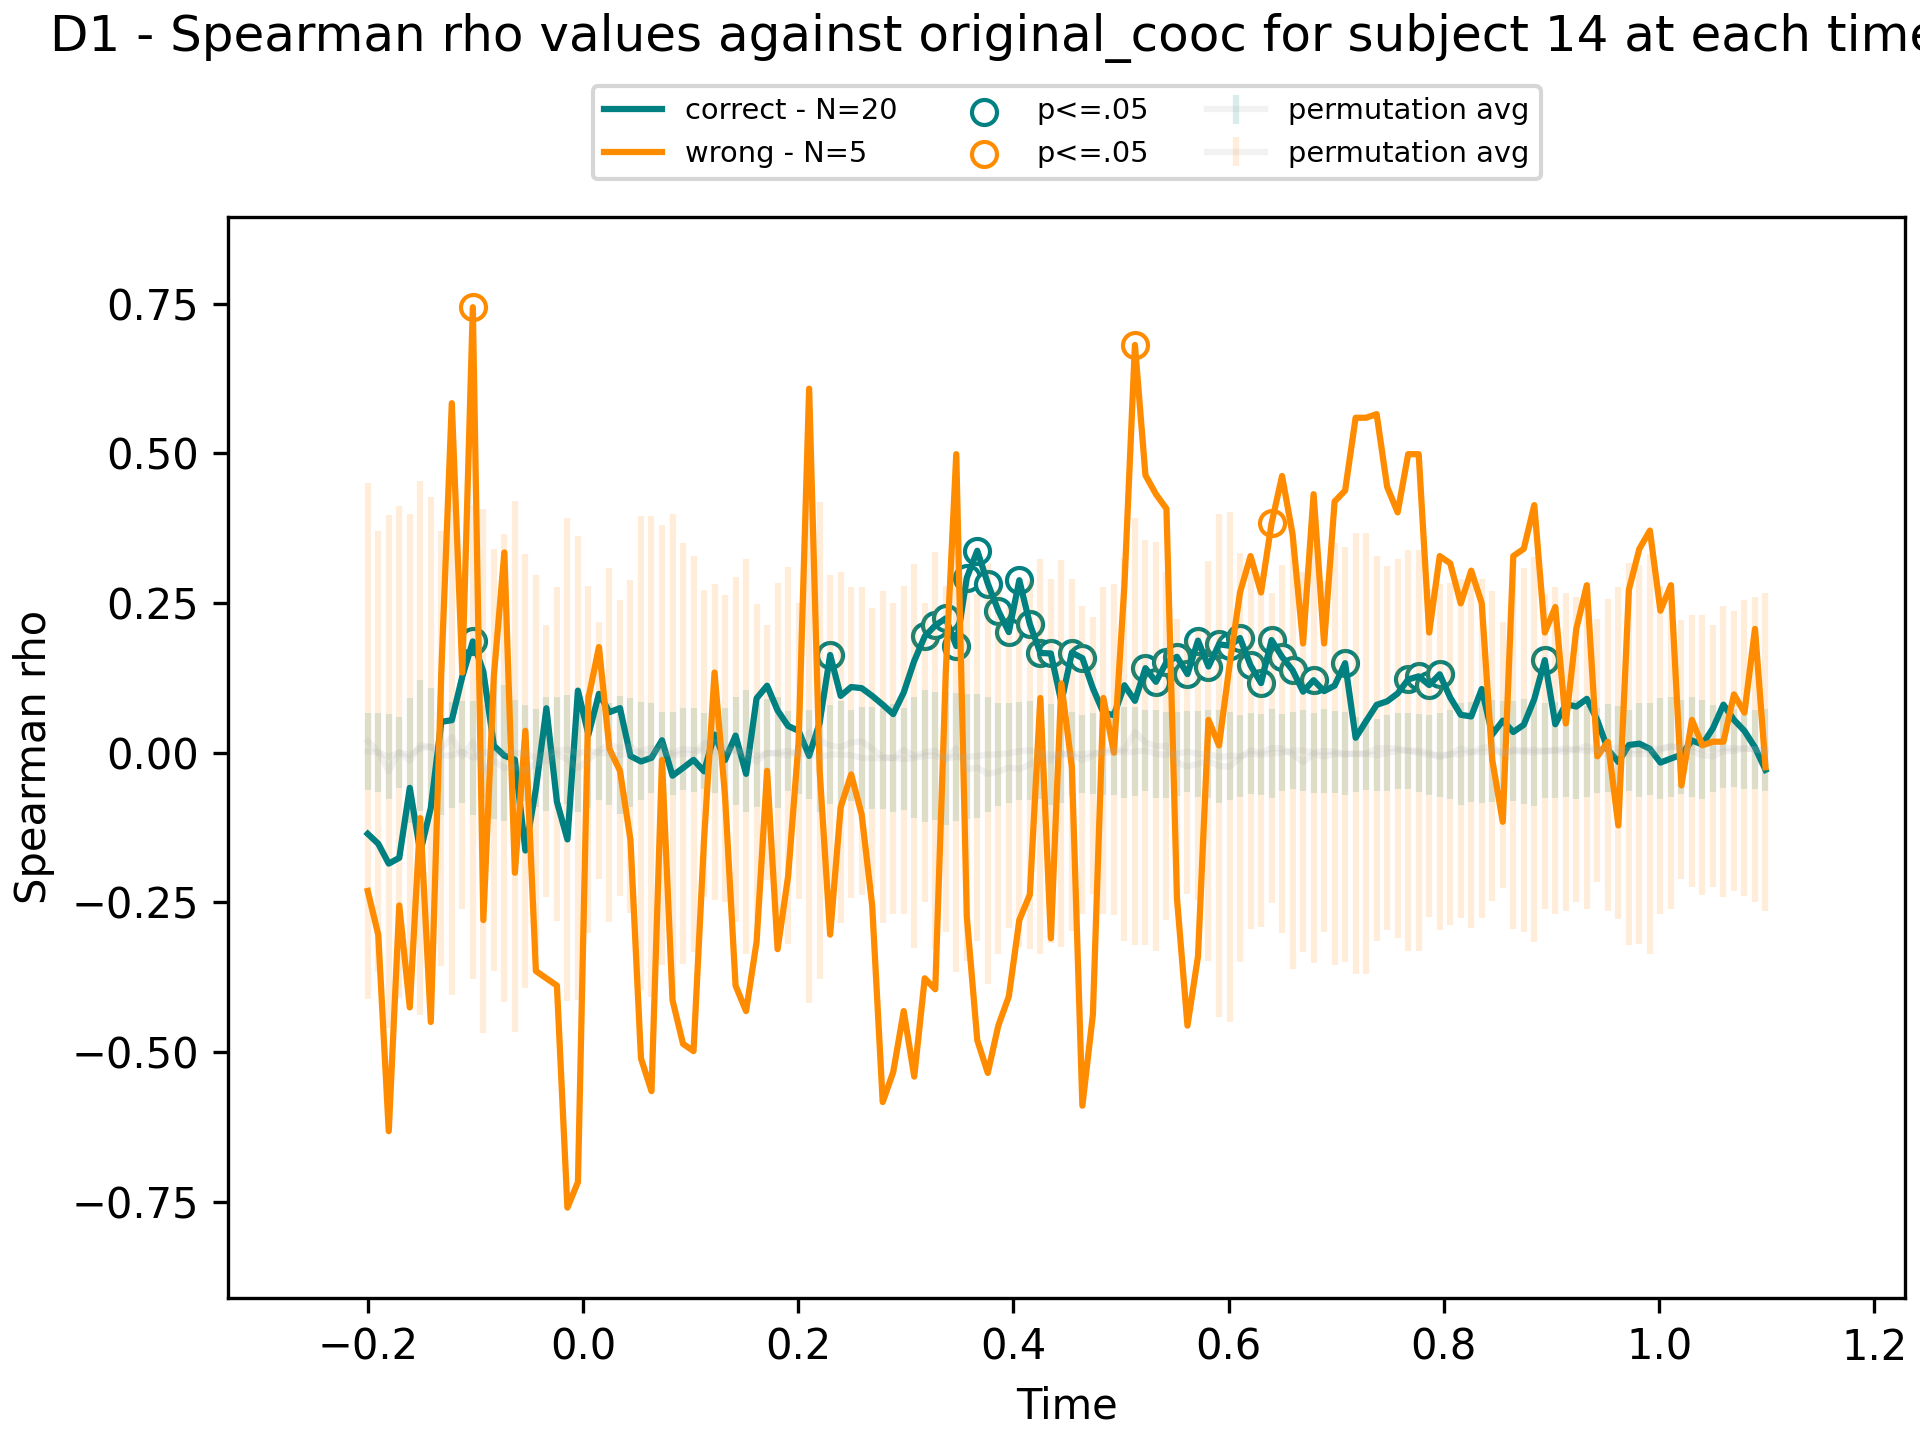 D1 - Spearman rho values against original_cooc for subject 14 at each time
correct - N=20
wrong - N=5
p<=.05
p<=.05
permutation avg
permutation avg
0.75
0.50
0.25
0.00
−0.25
−0.50
−0.75
Spearman rho
−0.2 0.0 0.2 0.4 0.6 0.8 1.0 1.2
Time